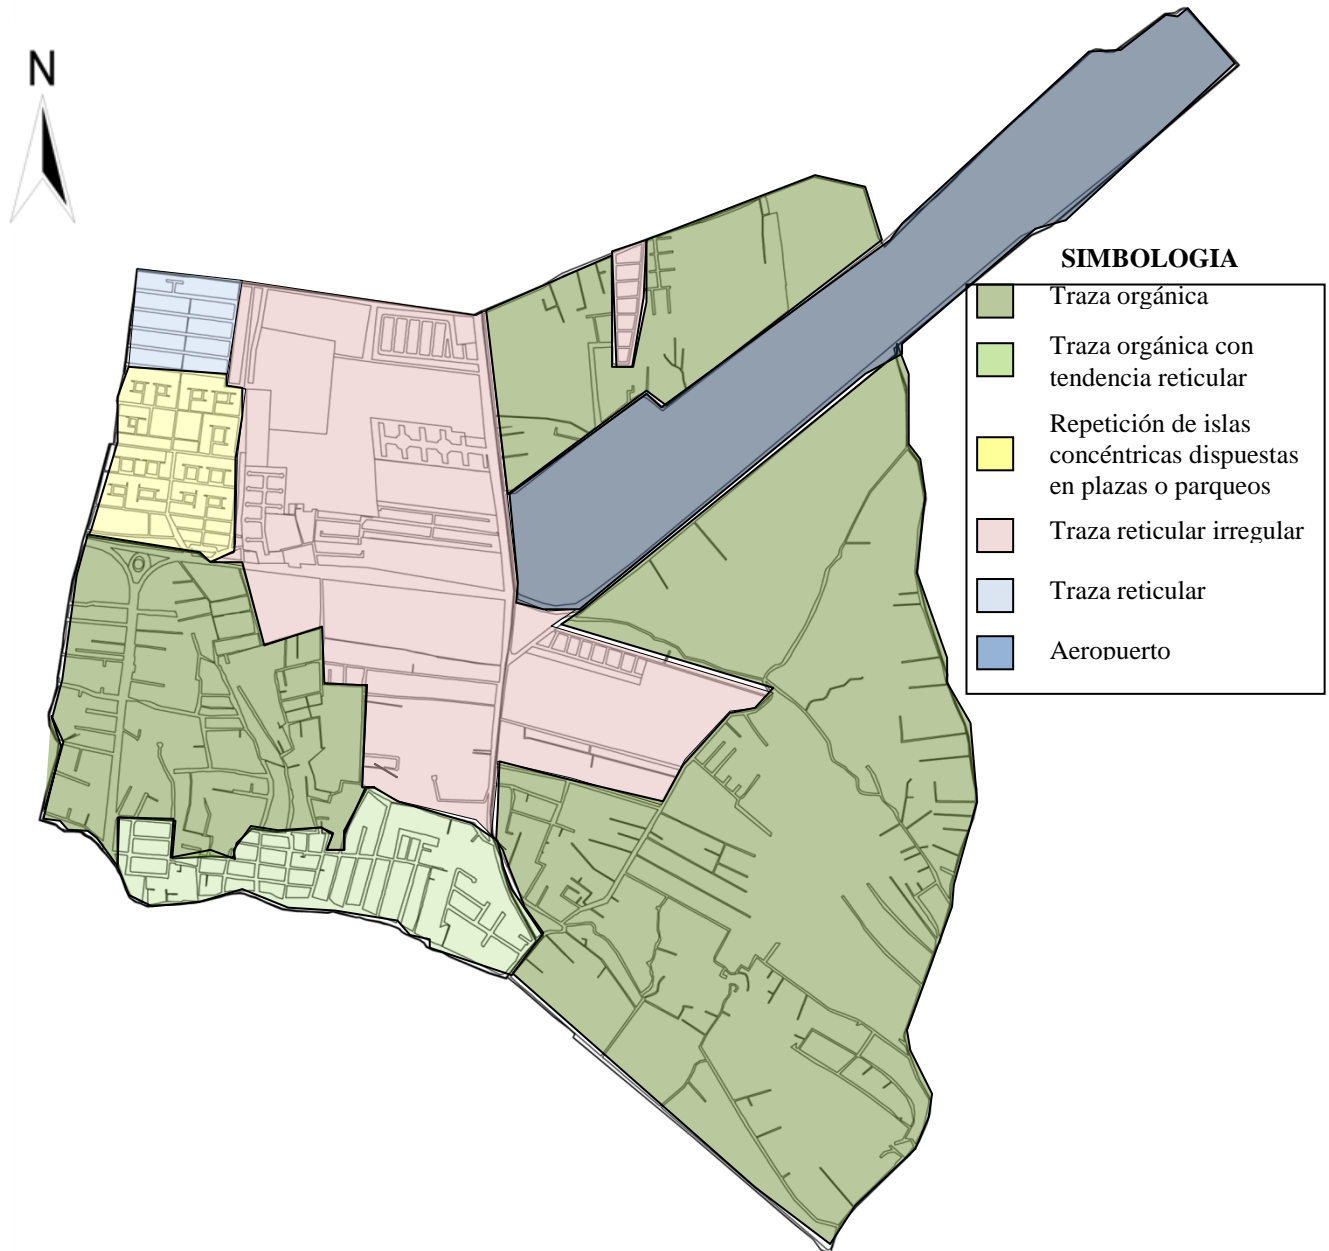 N
SIMBOLOGIA
Traza orgánica
Traza orgánica con
tendencia reticular
Repetición de islas
concéntricas dispuestas
en plazas o parqueos
Traza reticular irregular
Traza reticular
Aeropuerto